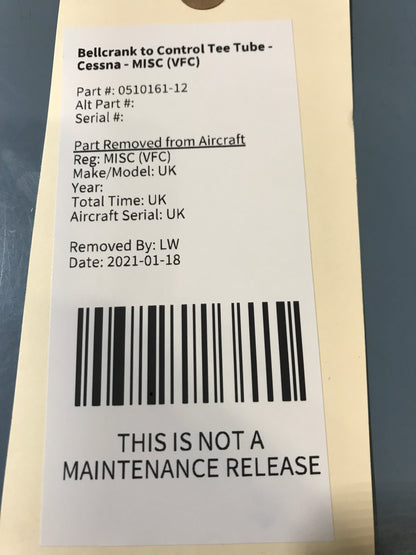 Bellcrank to Control Tee Tube -
Cessna - MISC (VFC)
Part #: 0510161-12
Alt Part#:
Serial #:
Part Removed from Aircraft
Reg: MISC (VFC)
Make/Model: UK
Year:
Total Time: UK
Aircraft Serial: UK
Removed By: LW
Date: 2021-01-18
THIS IS NOT A
MAINTENANCE RELEASE